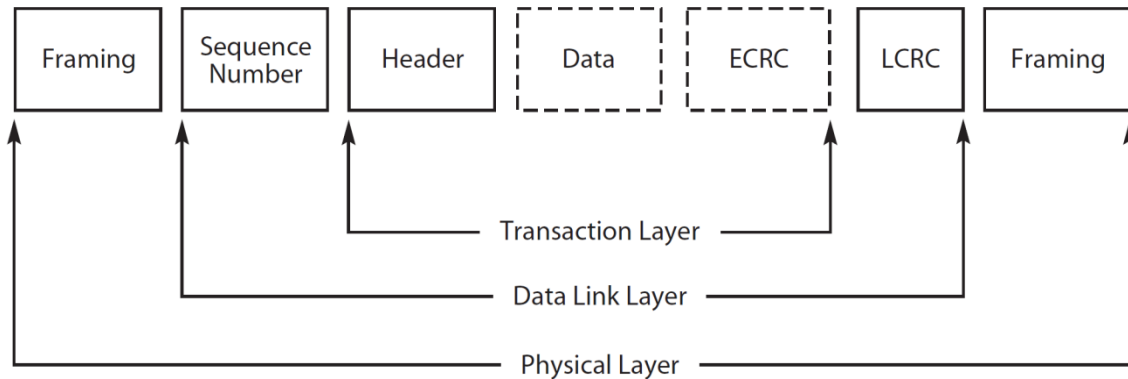 Framing
Sequence
Number
Header
Data
ECRC
LCRC
Framing
Transaction Layer
Data Link Layer
Physical Layer